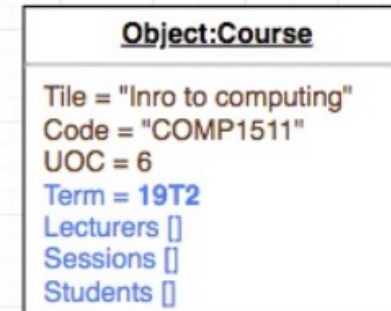 Object:Course
Tile = "Inro to computing"
Code = "COMP1511"
UOC = 6
Term = 19T2
Lecturers []
Sessions []
Students []